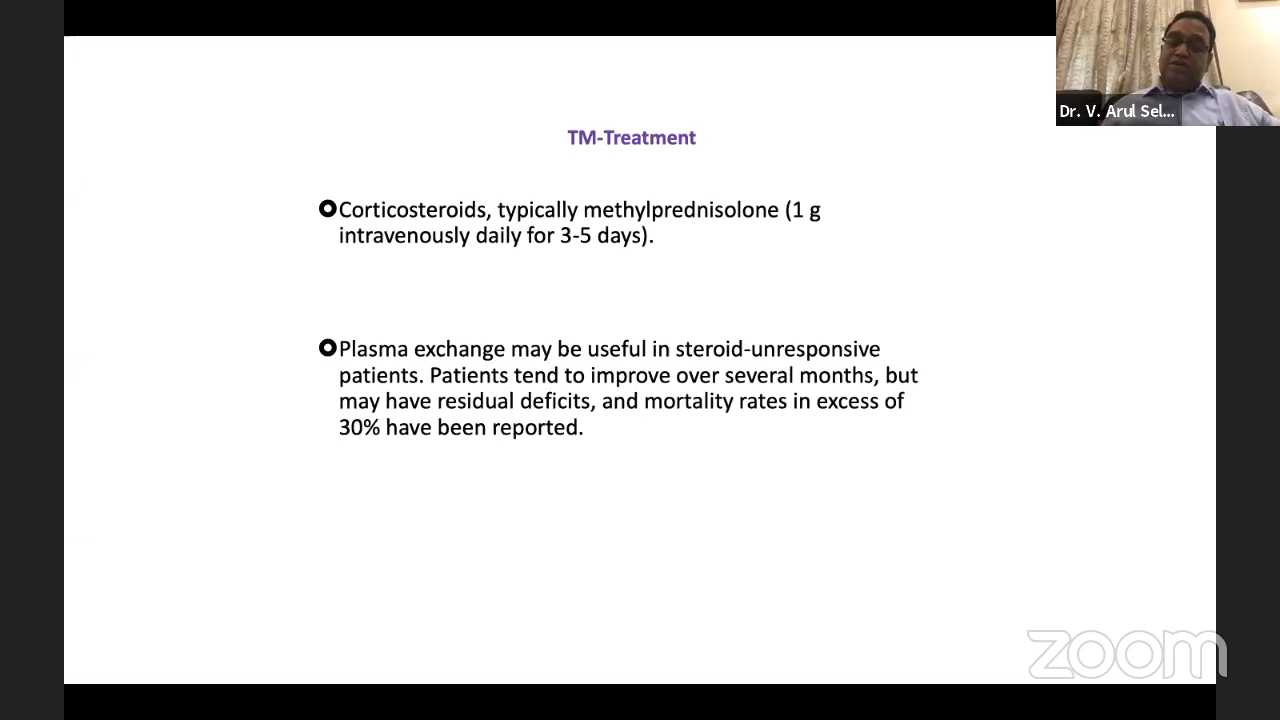 Dr. V. Arul Sel...
TM-Treatment
Corticosteroids, typically methylprednisolone (1 g
intravenously daily for 3-5 days).
Plasma exchange may be useful in steroid-unresponsive
patients. Patients tend to improve over several months, but
may have residual deficits, and mortality rates in excess of
30% have been reported.
zoom